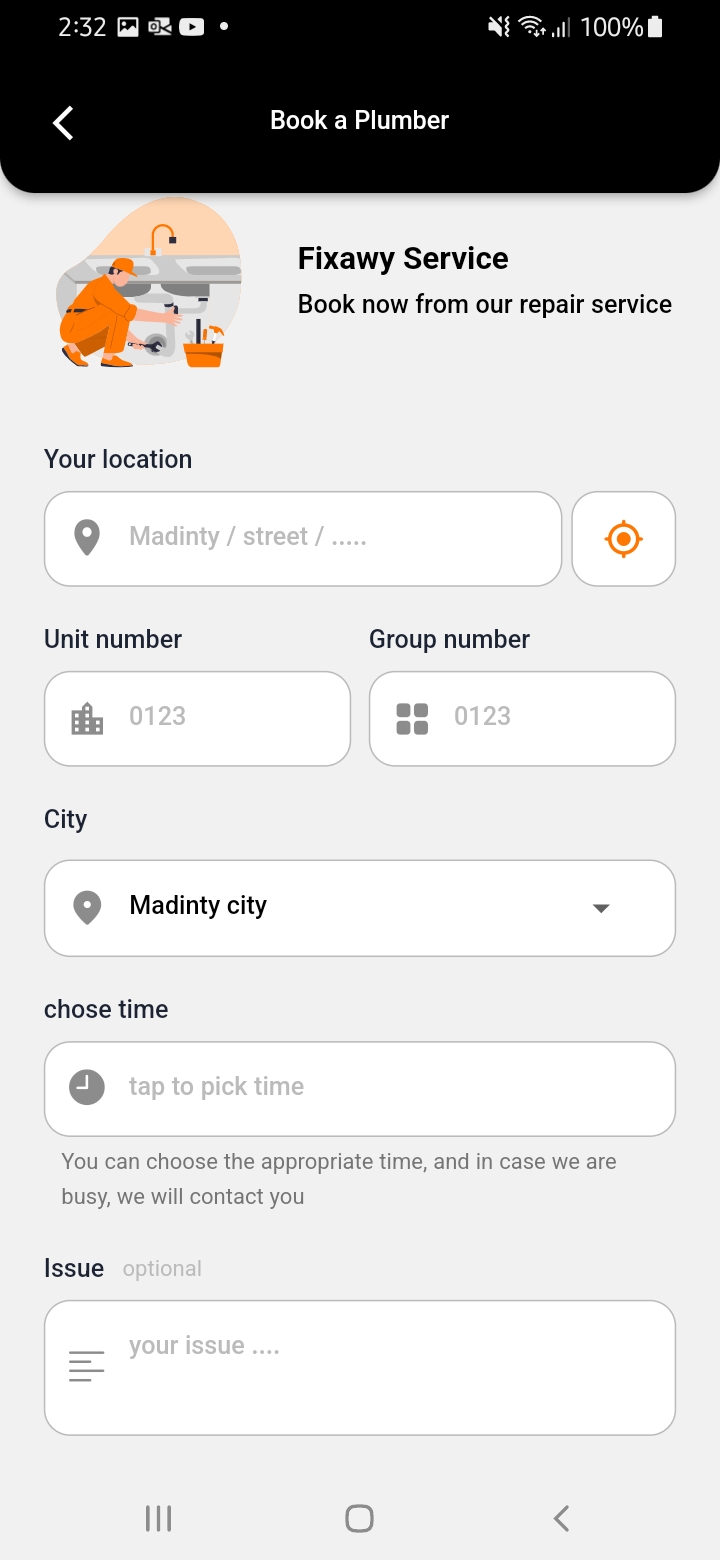 2:32 100%
Book a Plumber
Fixawy Service
Book now from our repair service
Your location
Madinty / street / .....
Unit number Group number
0123 0123
City
Madinty city
chose time
tap to pick time
You can choose the appropriate time, and in case we are
busy, we will contact you
Issue optional
your issue ....